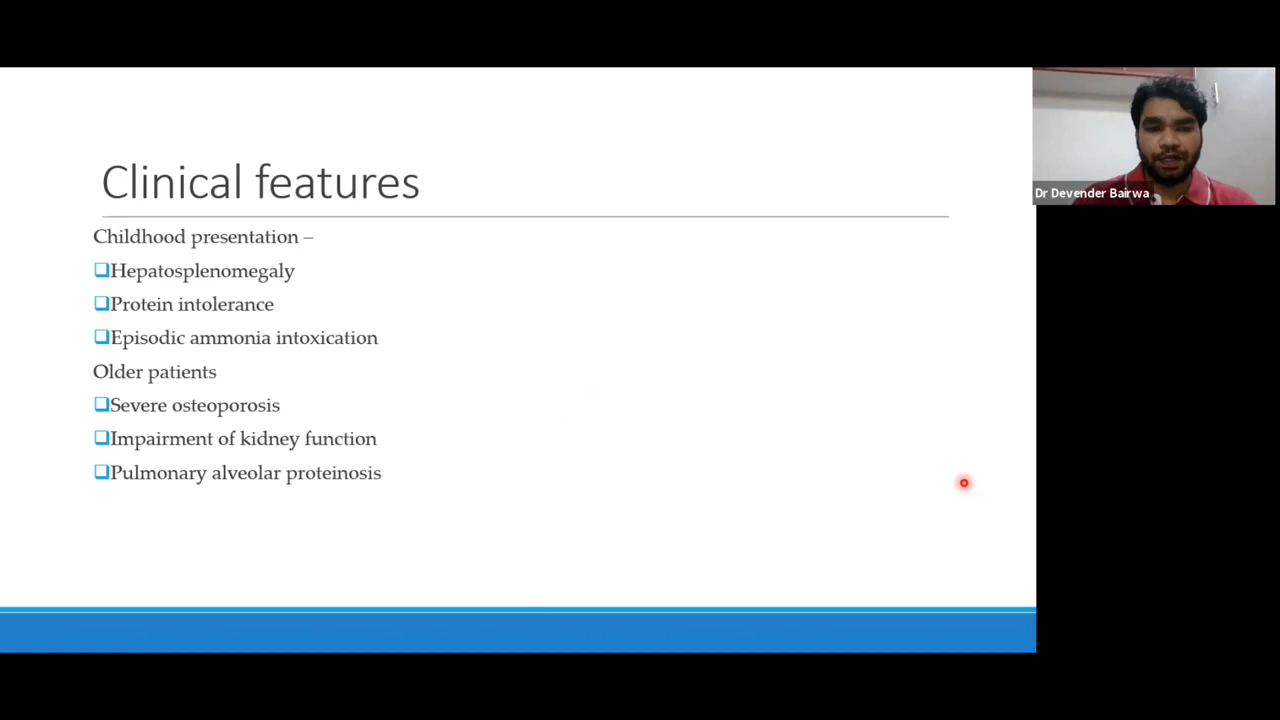 Clinical features
Childhood presentation –
❑Hepatosplenomegaly
❑Protein intolerance
❑Episodic ammonia intoxication
Older patients
❑Severe osteoporosis
❑Impairment of kidney function
❑Pulmonary alveolar proteinosis
Dr Devender Bairwa